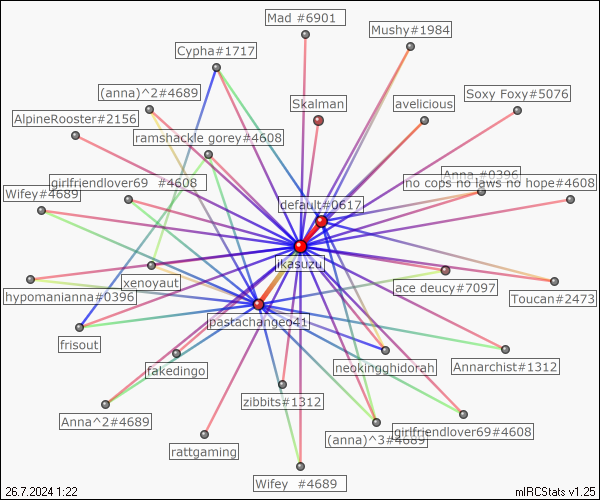 Mad #6901
Mushy#1984
Cypha#1717
(anna)^2#4689
Soxy Foxy#5076
Skalman
avelicious
AlpineRooster#2156
ramshackle gorey#4608
Anna.#0396
girlfriendlover69 #4608
no cops no laws no hope#4608
Wifey#4689
default#0617
ikasuzu
xenoyaut
ace deucy#7097
hypomanianna#0396
Toucan#2473
pastachangeo41
frisout
fakedingo
neokingghidorah
Annarchist#1312
zibbits#1312
Anna^2#4689
girlfriendlover69#4608
(anna)^3#4689
rattgaming
Wifey #4689
26.7.2024 1:22
mIRCStats v1.25